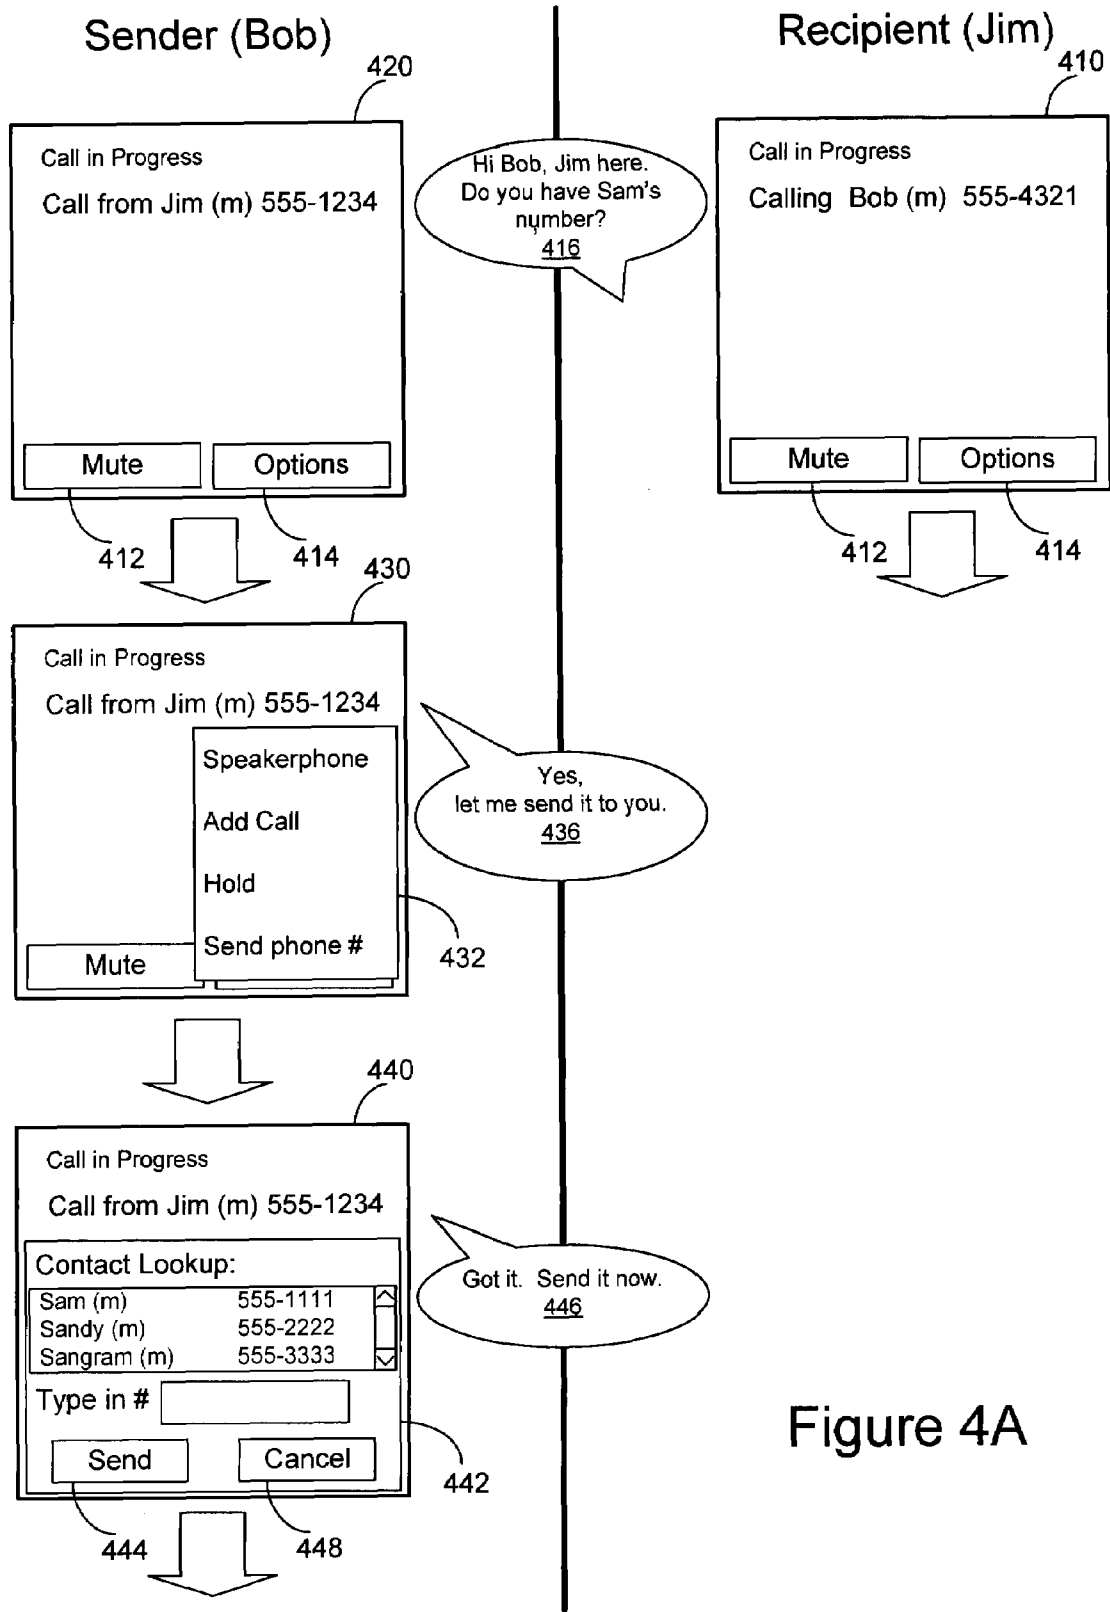 Sender (Bob)
Recipient (Jim)
420
410
Call in Progress
Call from Jim (m) 555-1234
Hi Bob, Jim here.
Do you have Sam's
number?
416
Call in Progress
Calling Bob (m) 555-4321
Mute
Options
Mute
Options
412
414
412
414
430
Call in Progress
Call from Jim (m) 555-1234
Speakerphone
Add Call
Hold
Send phone #
Mute
432
Yes,
let me send it to you.
436
440
Call in Progress
Call from Jim (m) 555-1234
Contact Lookup:
Sam (m) 555-1111
Sandy (m) 555-2222
Sangram (m) 555-3333
Type in #
Send
Cancel
442
444
448
Got it. Send it now.
446
Figure 4A